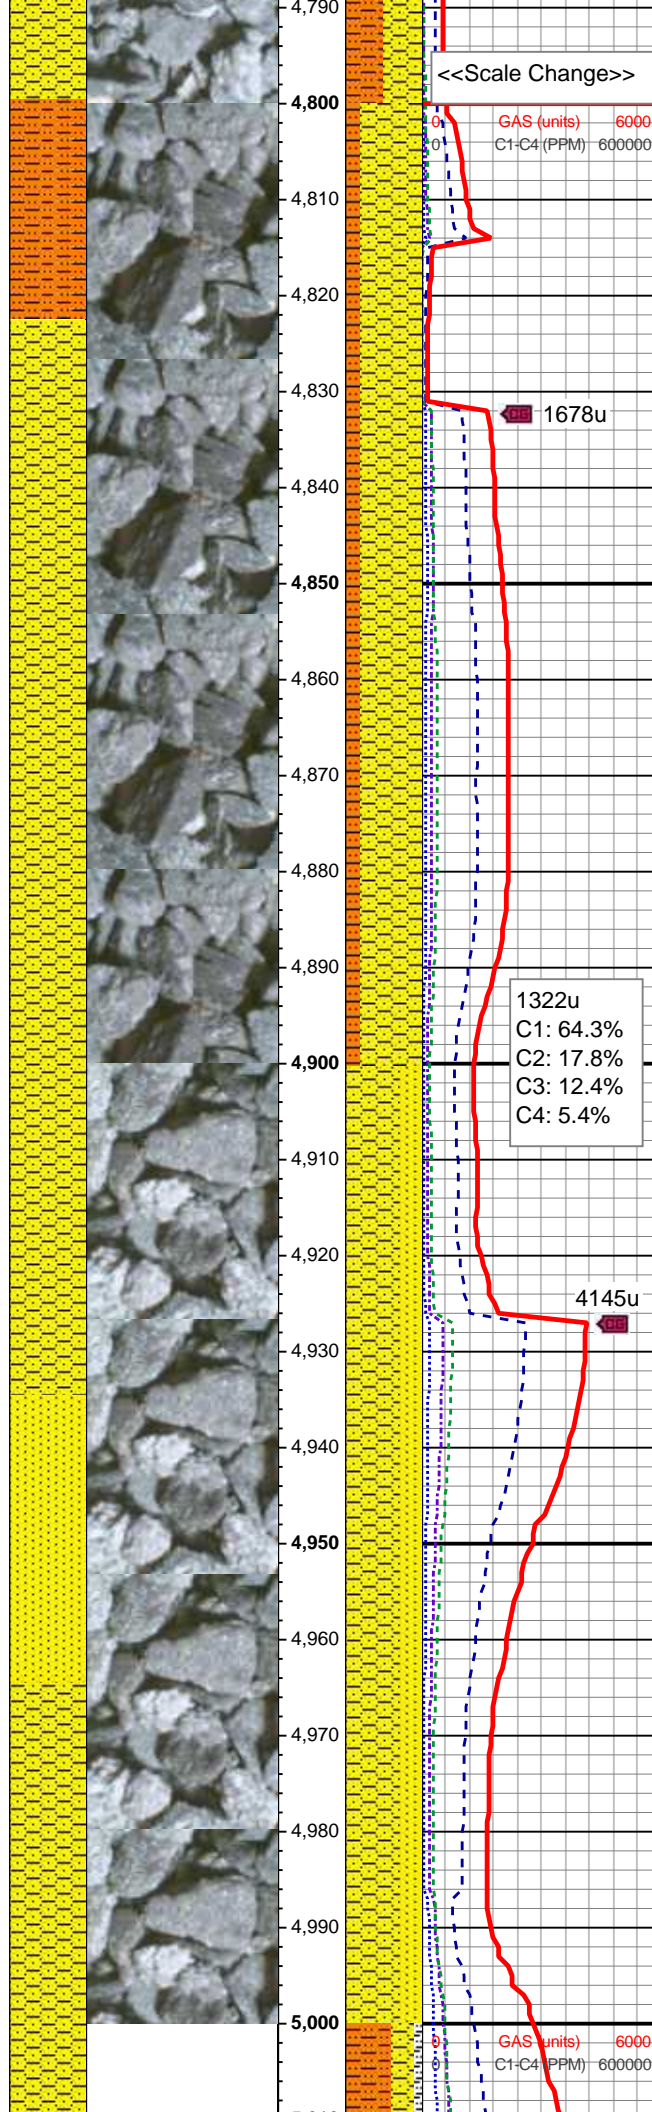 4,790
<<Scale Change>>
4,800
0 GAS (units) 6000
0 C1-C4 (PPM) 600000
4,810
4,820
4,830
CG 1678u
4,840
4,850
4,860
4,870
4,880
4,890
1322u
C1: 64.3%
C2: 17.8%
C3: 12.4%
C4: 5.4%
4,900
4,910
4,920
4145u
CG
4,930
4,940
4,950
4,960
4,970
4,980
4,990
5,000
0 GAS (units) 6000
0 C1-C4 (PPM) 600000